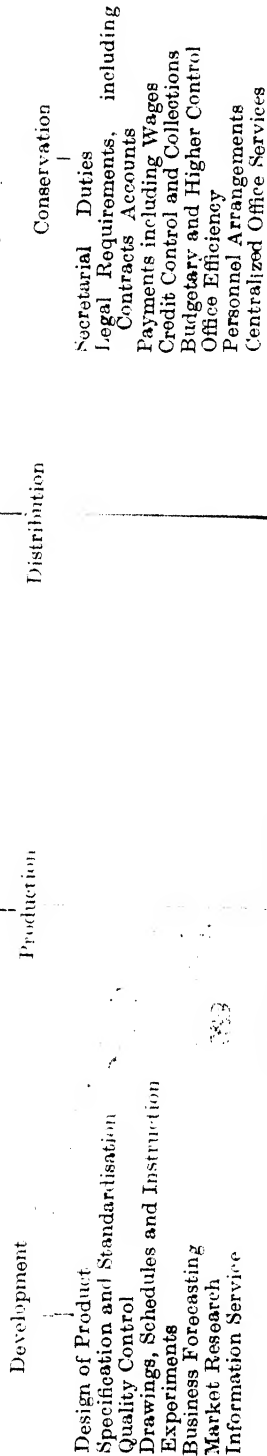 Development
Production
Distribution
Conservation
Design of Product
Specification and Standardisation
Quality Control
Drawings, Schedules and Instruction
Experiments
Business Forecasting
Market Research
Information Service
Secretarial Duties
Legal Requirements, including
Contracts Accounts
Payments including Wages
Credit Control and Collections
Budgetary and Higher Control
Office Efficiency
Personnel Arrangements
Centralized Office Services